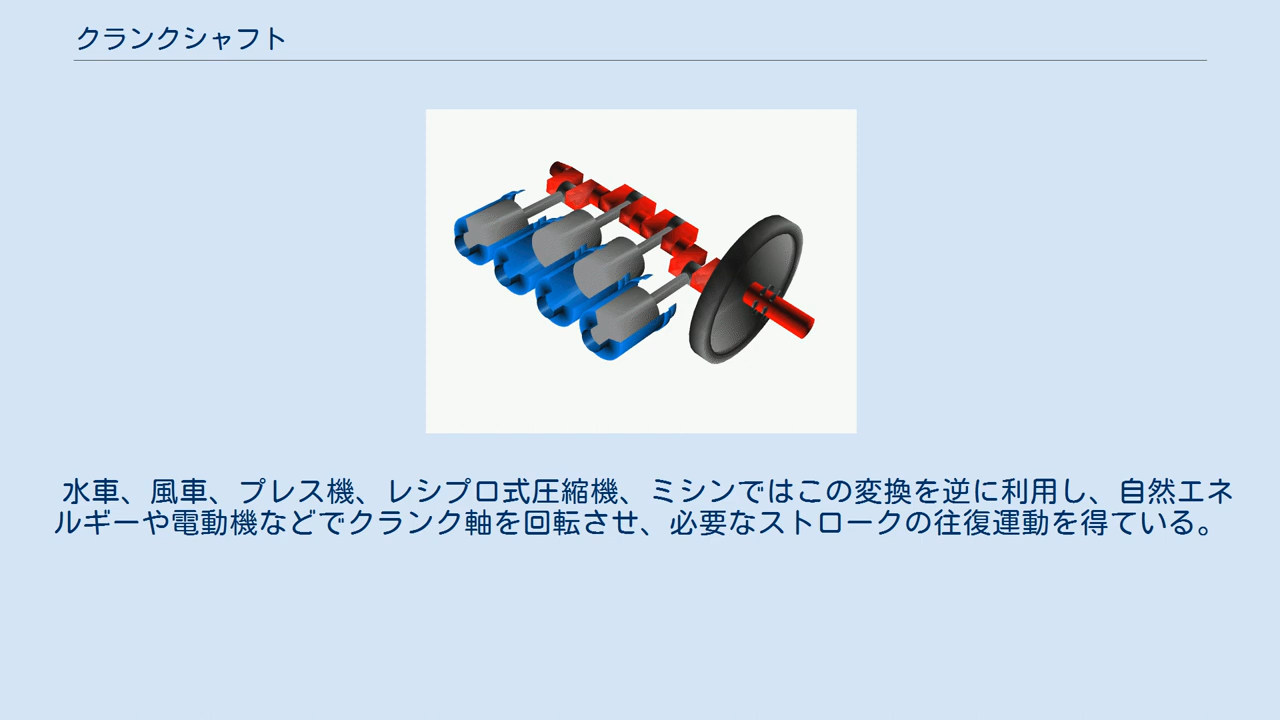 クランクシャフト
水車、風車、プレス機、レシプロ式圧縮機、ミシンではこの変換を逆に利用し、自然エネ
ルギーや電動機などでクランク軸を回転させ、必要なストロークの往復運動を得ている。